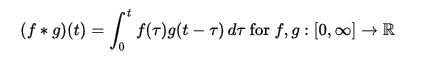 (f ∗ g)(t) = ∫₀ᵗ f(τ)g(t − τ) dτ for f, g : [0, ∞] → ℝ